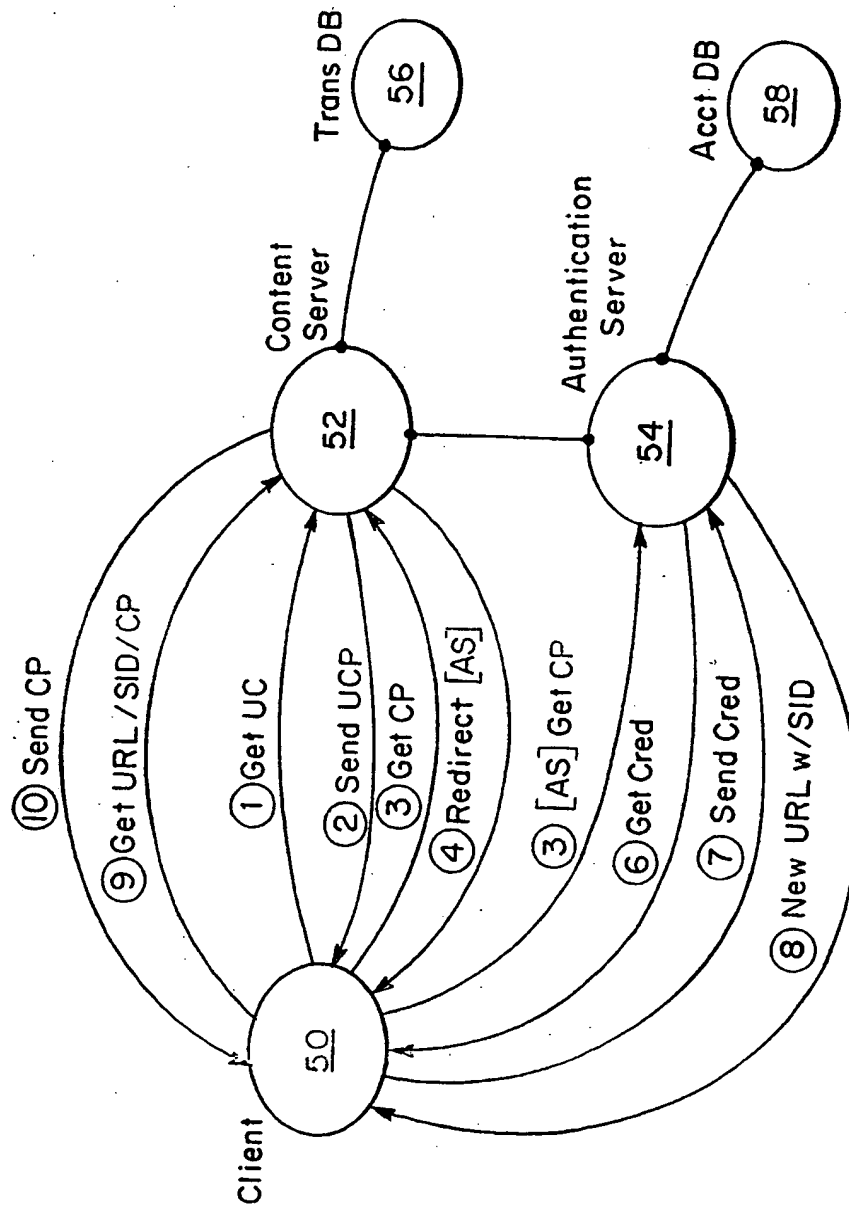 Client
50
⑩ Send CP
⑨ Get URL/SID/CP
① Get UC
② Send UCP
③ Get CP
④ Redirect [AS]
③ [AS] Get CP
⑥ Get Cred
⑦ Send Cred
⑧ New URL w/SID
Content
Server
52
Authentication
Server
54
Trans DB
56
Acct DB
58